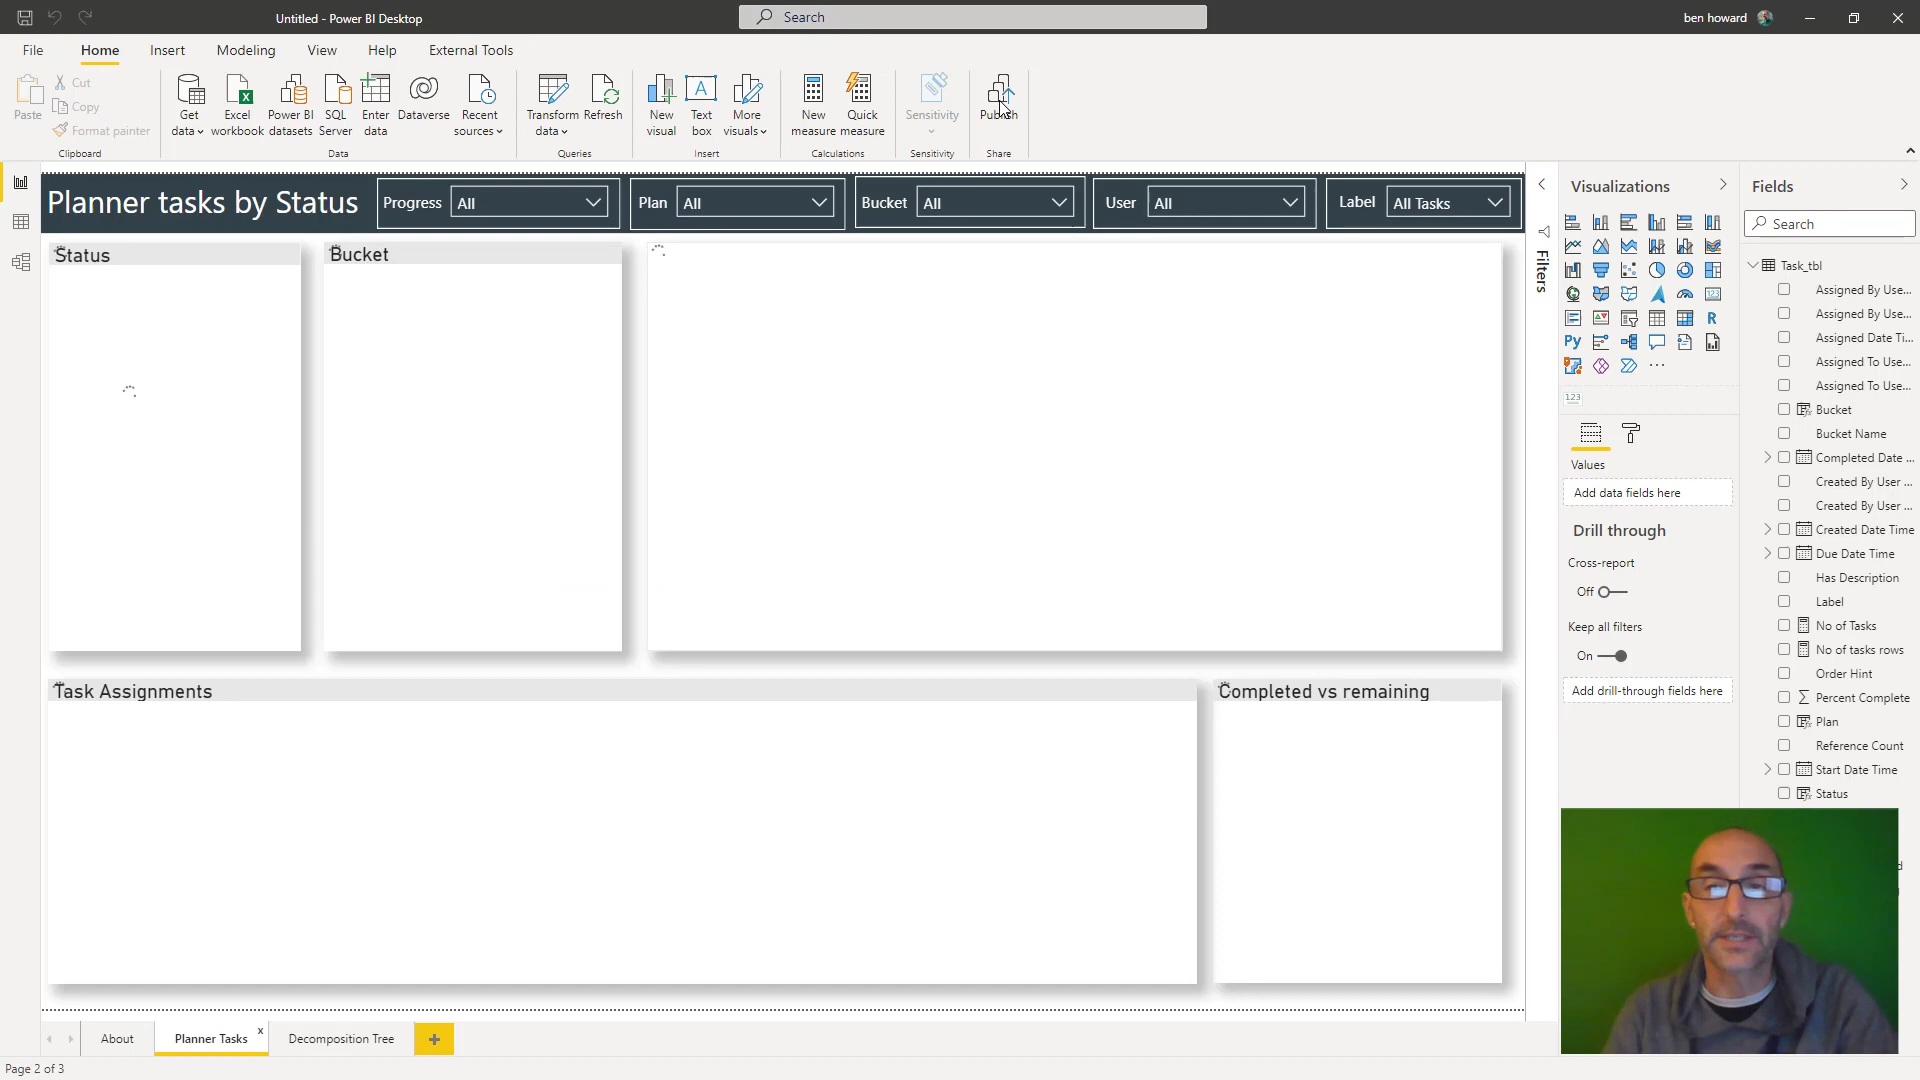 Untitled - Power BI Desktop
Search
ben howard
File
Home
Insert
Modeling
View
Help
External Tools
Paste
Cut
Copy
Format painter
Clipboard
Get data
Excel workbook
Power BI datasets
SQL Server
Enter data
Dataverse
Recent sources
Data
Transform data
Refresh
Queries
New visual
Text box
More visuals
Insert
New measure
Quick measure
Calculations
Sensitivity
Sensitivity
Publish
Share
Planner tasks by Status
Progress
All
Plan
All
Bucket
All
User
All
Label
All Tasks
Status
Bucket
Task Assignments
Completed vs remaining
Filters
Visualizations
R
Py
123
123
Values
Add data fields here
Drill through
Cross-report
Off
Keep all filters
On
Add drill-through fields here
Fields
Search
Task_tbl
Assigned By Use...
Assigned By Use...
Assigned Date Ti...
Assigned To Use...
Assigned To Use...
Bucket
Bucket Name
Completed Date ...
Created By User ...
Created By User ...
Created Date Time
Due Date Time
Has Description
Label
No of Tasks
No of tasks rows
Order Hint
Percent Complete
Plan
Reference Count
Start Date Time
Status
About
Planner Tasks
x
Decomposition Tree
Page 2 of 3